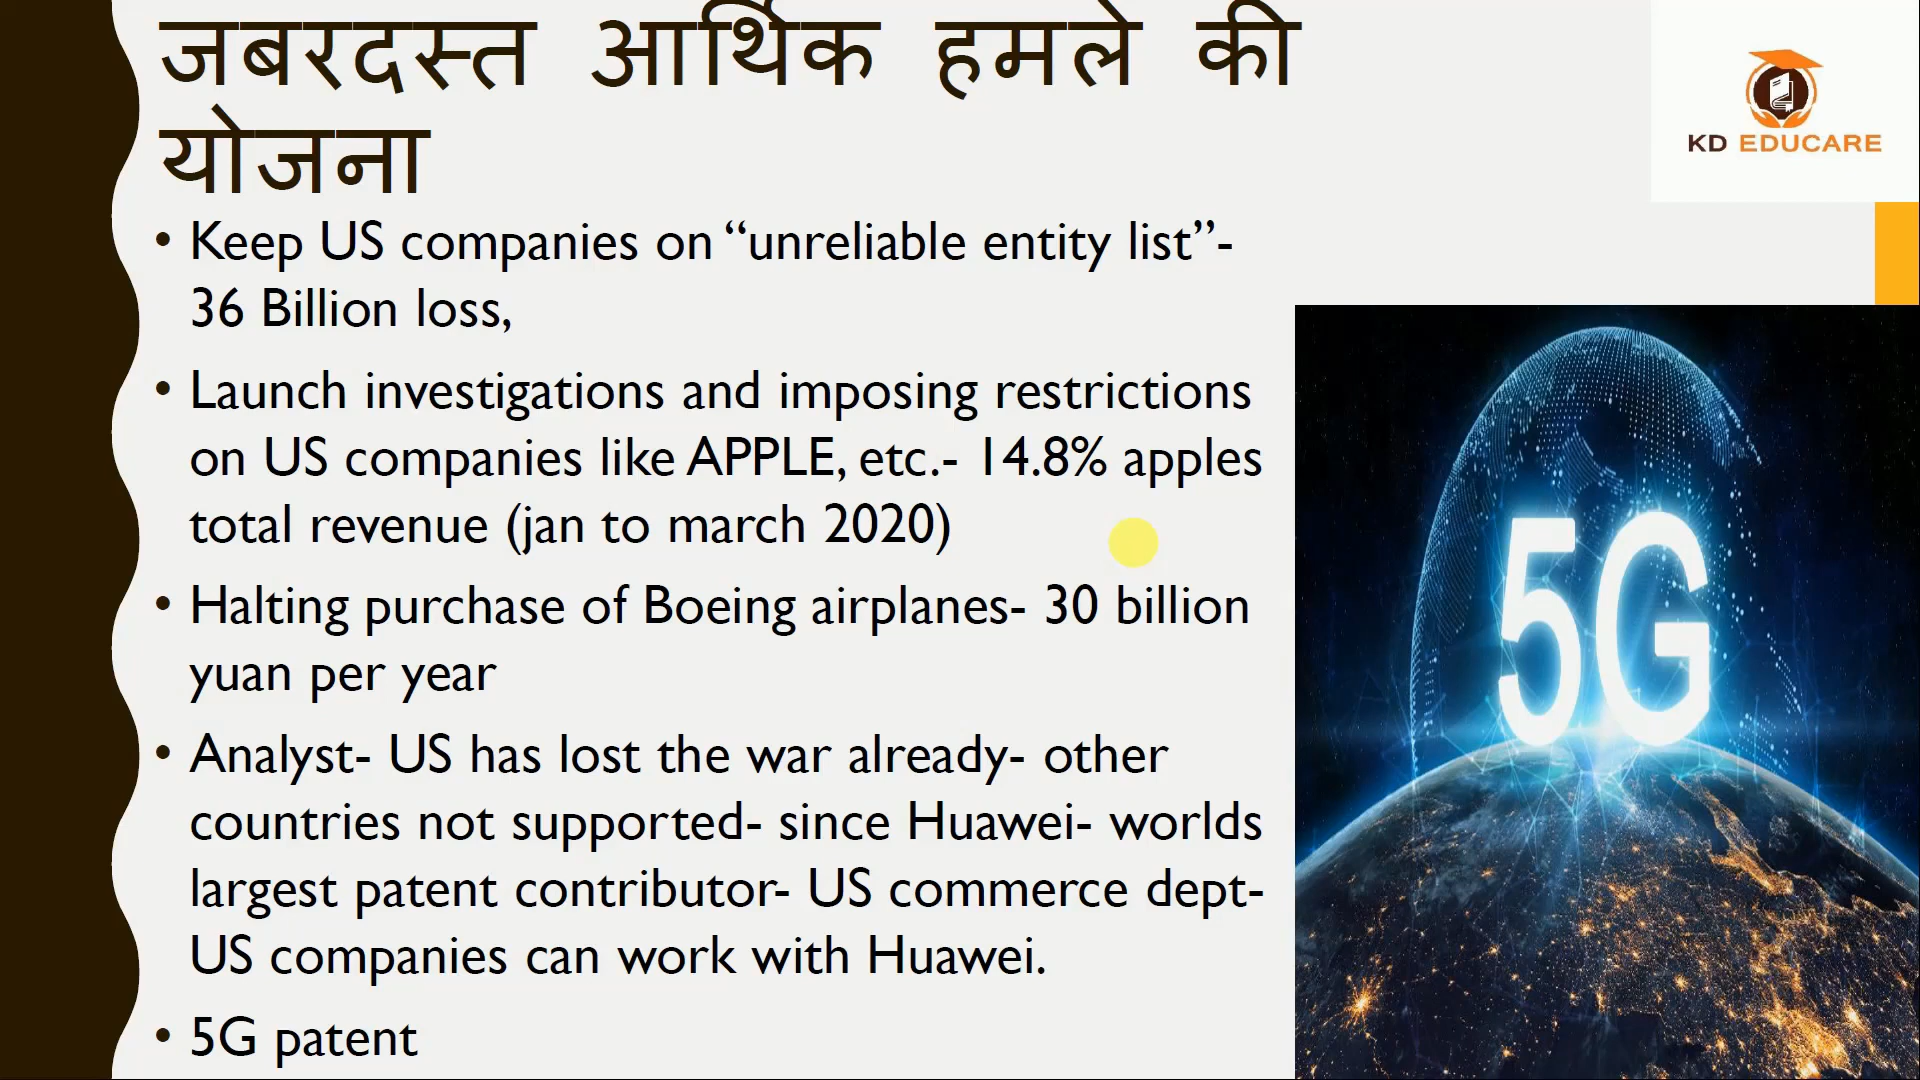 जबरदस्त आर्थिक हमले की
योजना
KD EDUCARE
• Keep US companies on “unreliable entity list”-
36 Billion loss,
• Launch investigations and imposing restrictions
on US companies like APPLE, etc.- 14.8% apples
total revenue (jan to march 2020)
• Halting purchase of Boeing airplanes- 30 billion
yuan per year
• Analyst- US has lost the war already- other
countries not supported- since Huawei- worlds
largest patent contributor- US commerce dept-
US companies can work with Huawei.
• 5G patent
5G